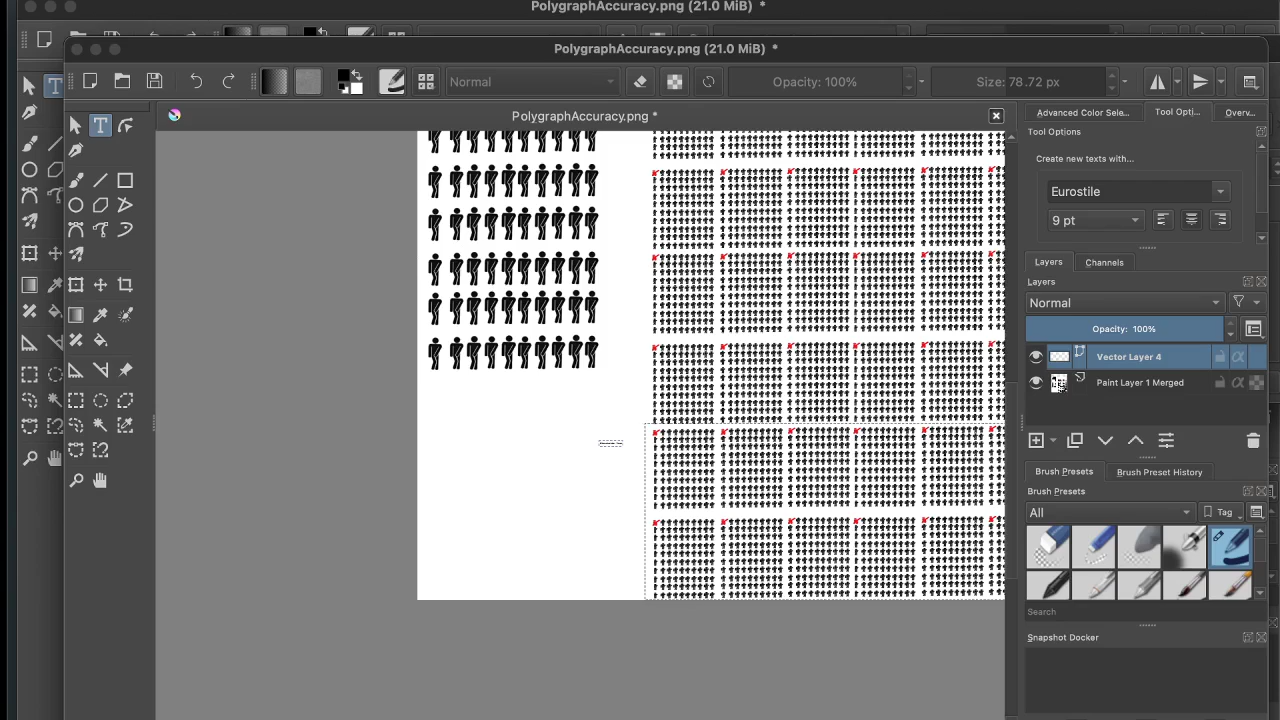 PolygraphAccuracy.png (21.0 MiB) *
PolygraphAccuracy.png (21.0 MiB) *
Normal
Opacity: 100%
Size: 78.72 px
PolygraphAccuracy.png *
Advanced Color Sele...
Tool Opti...
Overv...
Tool Options
Create new texts with...
Eurostile
9 pt
Layers
Channels
Layers
Normal
Opacity: 100%
Vector Layer 4
Paint Layer 1 Merged
Brush Presets
Brush Preset History
Brush Presets
All
Tag
Search
Snapshot Docker